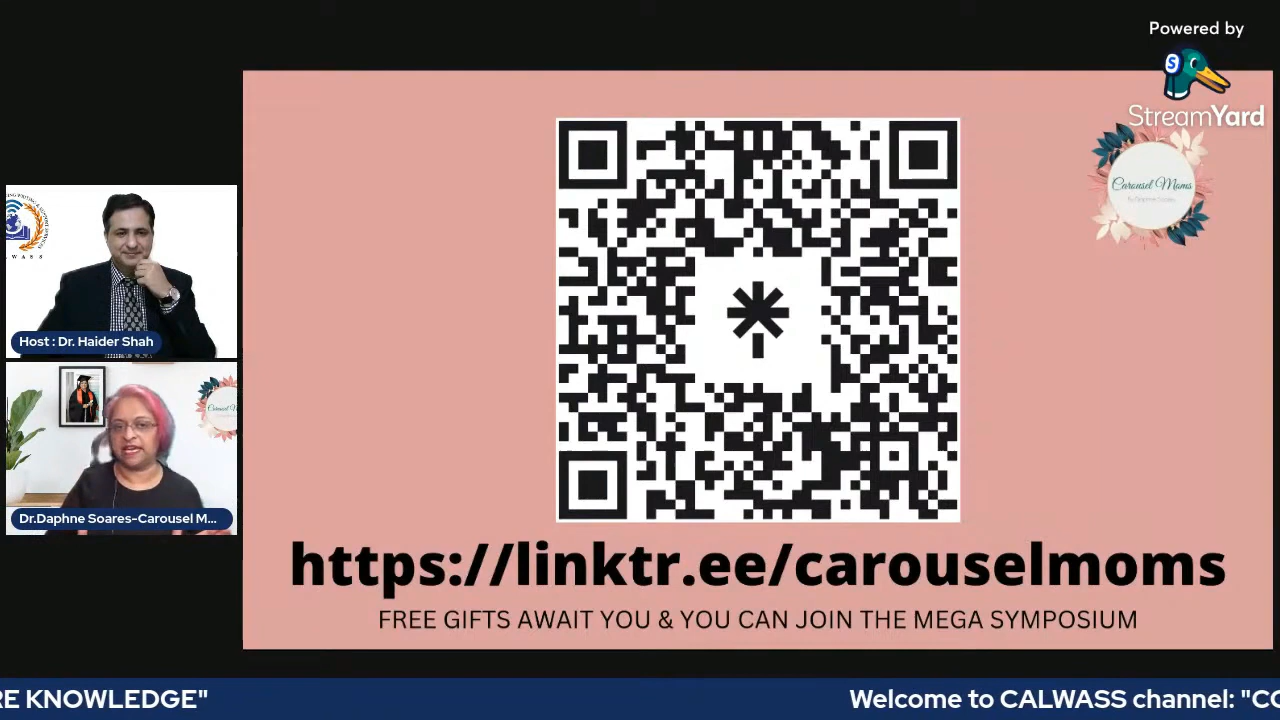 Powered by
StreamYard
Carousel Moms
CALWASS
Host : Dr. Haider Shah
Dr.Daphne Soares-Carousel M...
https://linktr.ee/carouselmoms
FREE GIFTS AWAIT YOU & YOU CAN JOIN THE MEGA SYMPOSIUM
RE KNOWLEDGE"
Welcome to CALWASS channel: "CO